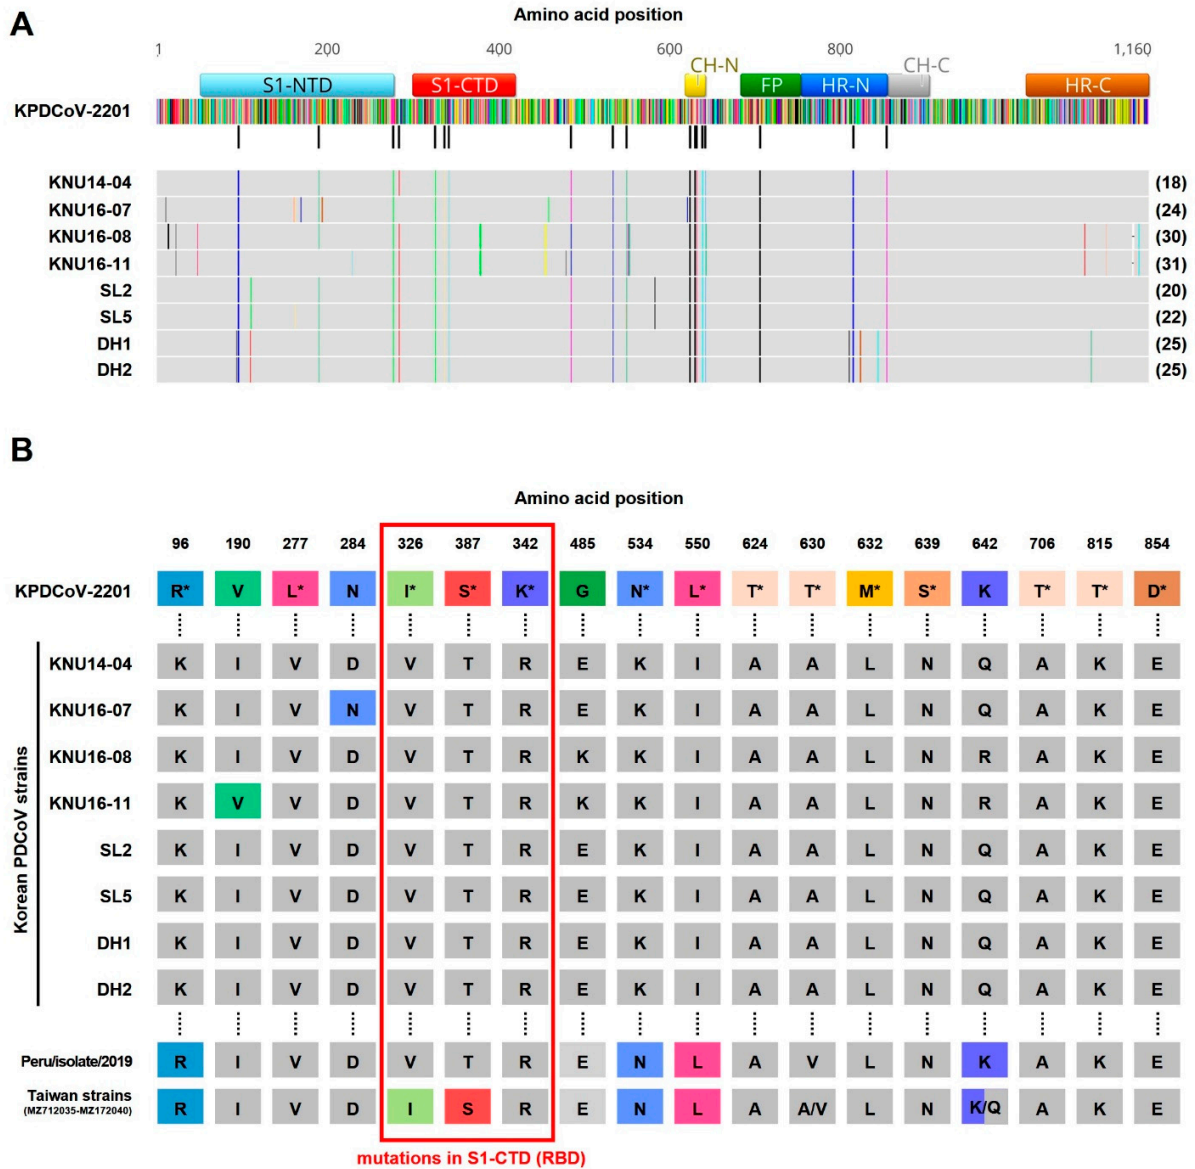 A
Amino acid position
1 200 400 600 800 1,160
CH-N CH-C
S1-NTD S1-CTD FP HR-N HR-C
KPDCoV-2201
KNU14-04 (18)
KNU16-07 (24)
KNU16-08 (30)
KNU16-11 (31)
SL2 (20)
SL5 (22)
DH1 (25)
DH2 (25)
B
Amino acid position
96 190 277 284 326 387 342 485 534 550 624 630 632 639 642 706 815 854
KPDCoV-2201 R* V L* N I* S* K* G N* L* T* T* M* S* K T* T* D*
Korean PDCoV strains
KNU14-04 K I V D V T R E K I A A L N Q A K E
KNU16-07 K I V N V T R E K I A A L N Q A K E
KNU16-08 K I V D V T R K K I A A L N R A K E
KNU16-11 K V V D V T R K K I A A L N R A K E
SL2 K I V D V T R E K I A A L N Q A K E
SL5 K I V D V T R E K I A A L N Q A K E
DH1 K I V D V T R E K I A A L N Q A K E
DH2 K I V D V T R E K I A A L N Q A K E
Peru/isolate/2019 R I V D V T R E N L A V L N K A K E
Taiwan strains R I V D I S R E N L A A/V L N K/Q A K E
(MZ712035-MZ172040)
mutations in S1-CTD (RBD)